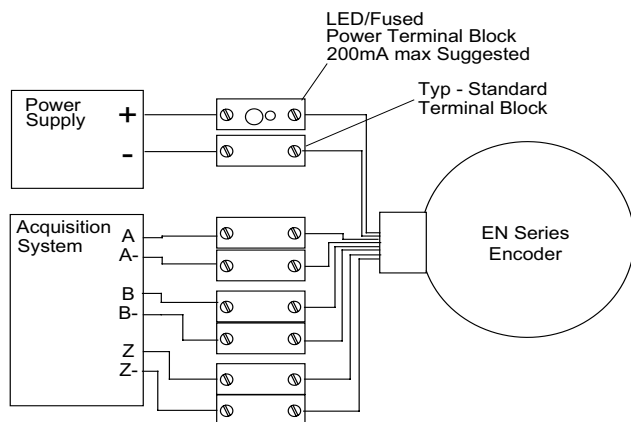 LED/Fused
Power Terminal Block
200mA max Suggested
Typ - Standard
Terminal Block
Power
Supply
+
-
Acquisition
System
A
A-
B
B-
Z
Z-
EN Series
Encoder